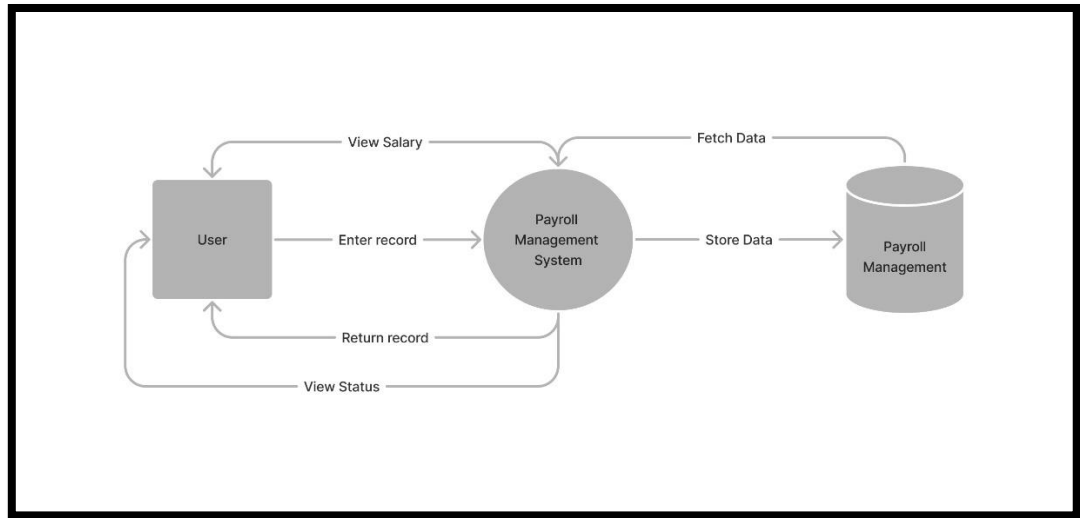 View Salary
Fetch Data
User
Enter record
Payroll
Management
System
Store Data
Payroll
Management
Return record
View Status